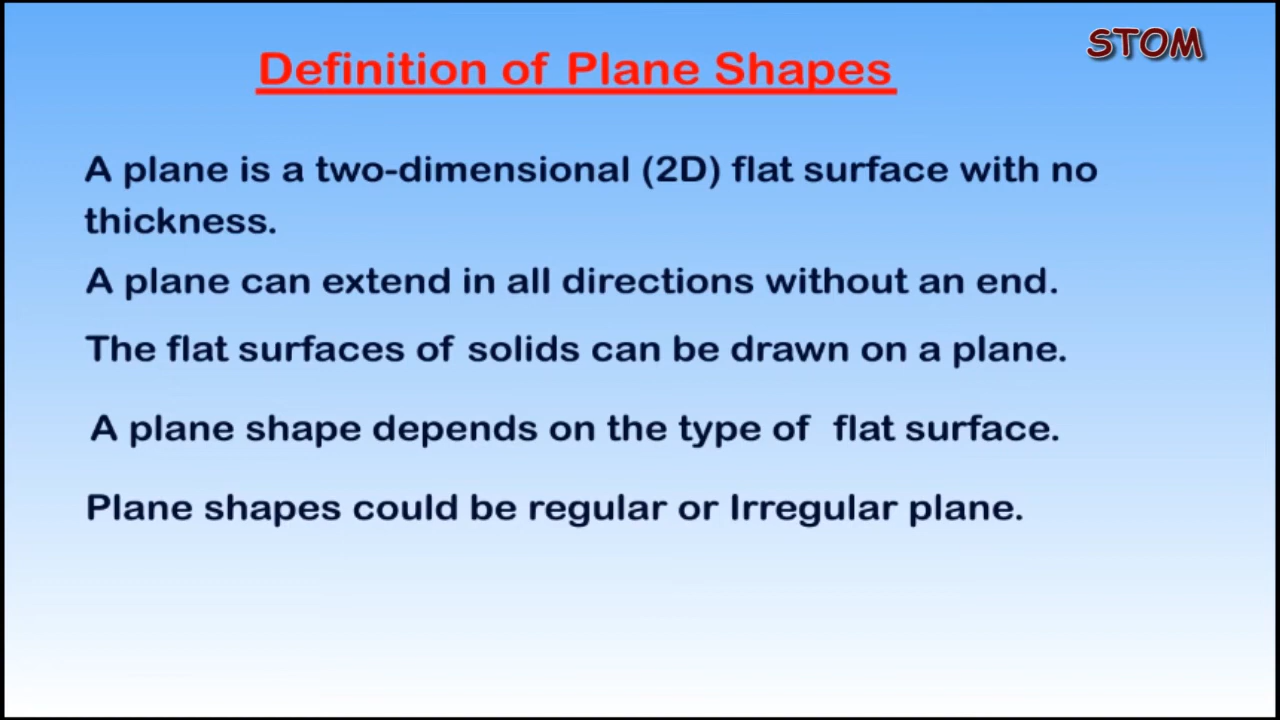 STOM
Definition of Plane Shapes
A plane is a two-dimensional (2D) flat surface with no
thickness.
A plane can extend in all directions without an end.
The flat surfaces of solids can be drawn on a plane.
A plane shape depends on the type of flat surface.
Plane shapes could be regular or Irregular plane.